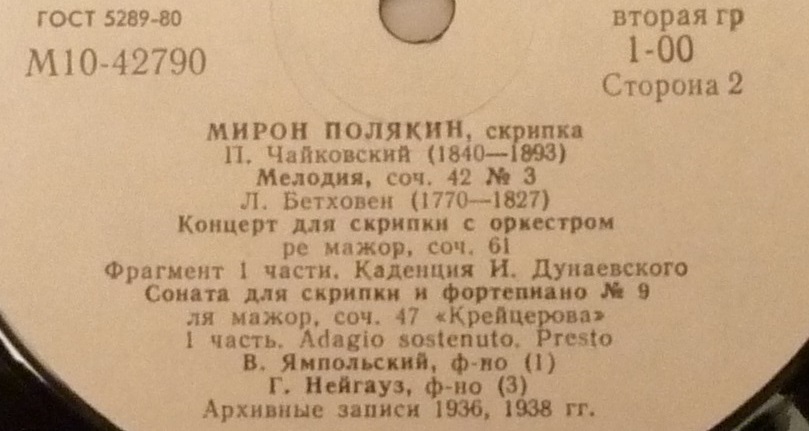 ГОСТ 5289-80
М10-42790
вторая гр
1-00
Сторона 2
МИРОН ПОЛЯКИН, скрипка
П. Чайковский (1840—1893)
Мелодия, соч. 42 № 3
Л. Бетховен (1770—1827)
Концерт для скрипки с оркестром
ре мажор, соч. 61
Фрагмент 1 части. Каденция И. Дунаевского
Соната для скрипки и фортепиано № 9
ля мажор, соч. 47 «Крейцерова»
1 часть. Adagio sostenuto. Presto
В. Ямпольский, ф-но (1)
Г. Нейгауз, ф-но (3)
Архивные записи 1936, 1938 гг.